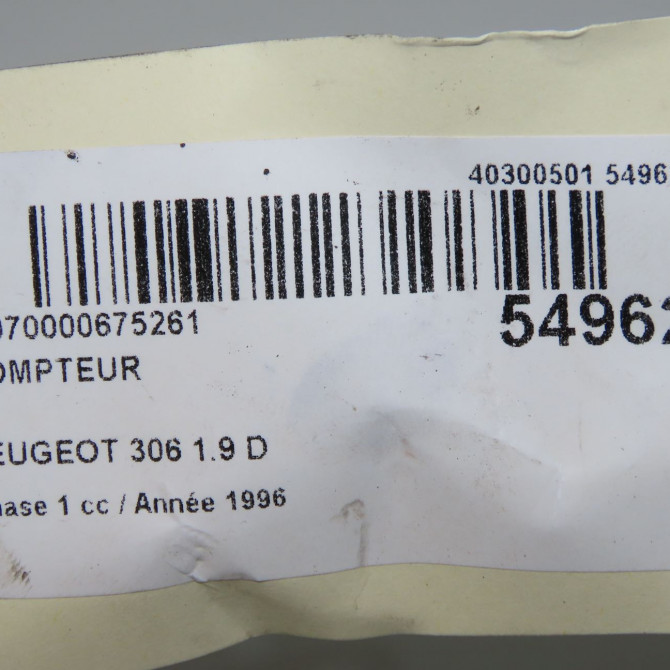 40300501 5496
070000675261
54962
OMPTEUR
EUGEOT 306 1.9 D
hase 1 cc / Année 1996